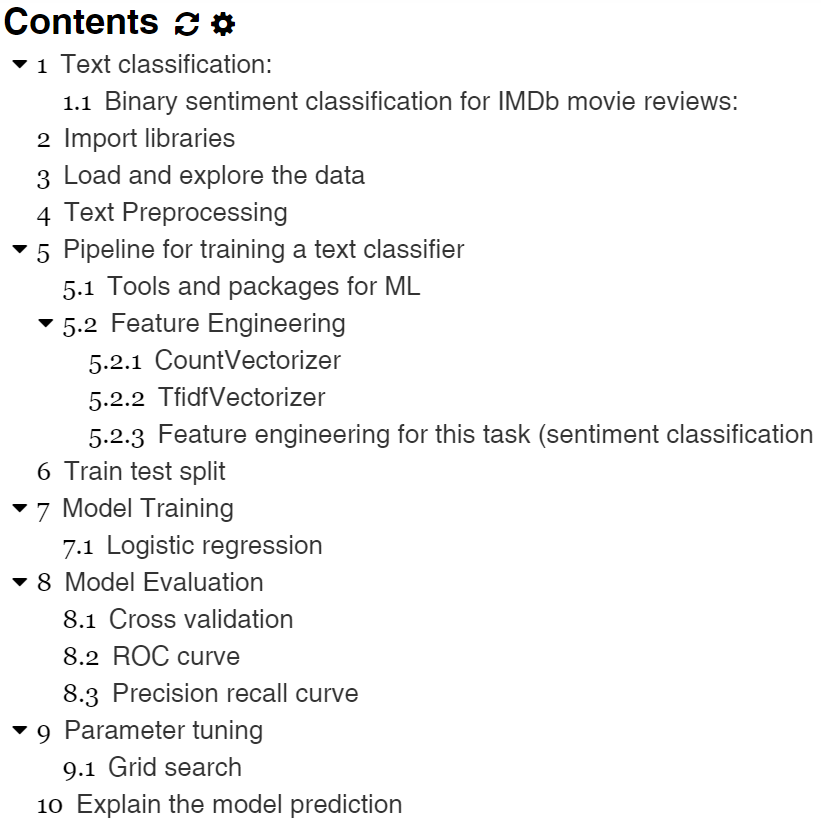 Contents
1 Text classification:
1.1 Binary sentiment classification for IMDb movie reviews:
2 Import libraries
3 Load and explore the data
4 Text Preprocessing
5 Pipeline for training a text classifier
5.1 Tools and packages for ML
5.2 Feature Engineering
5.2.1 CountVectorizer
5.2.2 TfidfVectorizer
5.2.3 Feature engineering for this task (sentiment classification
6 Train test split
7 Model Training
7.1 Logistic regression
8 Model Evaluation
8.1 Cross validation
8.2 ROC curve
8.3 Precision recall curve
9 Parameter tuning
9.1 Grid search
10 Explain the model prediction